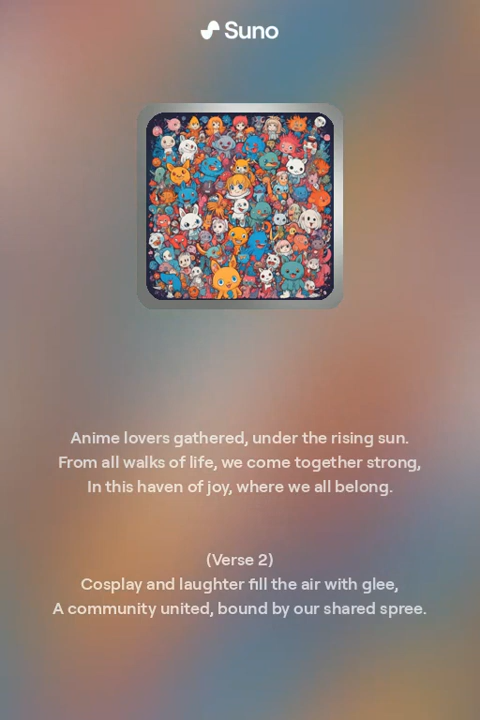 Suno
Anime lovers gathered, under the rising sun.
From all walks of life, we come together strong,
In this haven of joy, where we all belong.
(Verse 2)
Cosplay and laughter fill the air with glee,
A community united, bound by our shared spree.